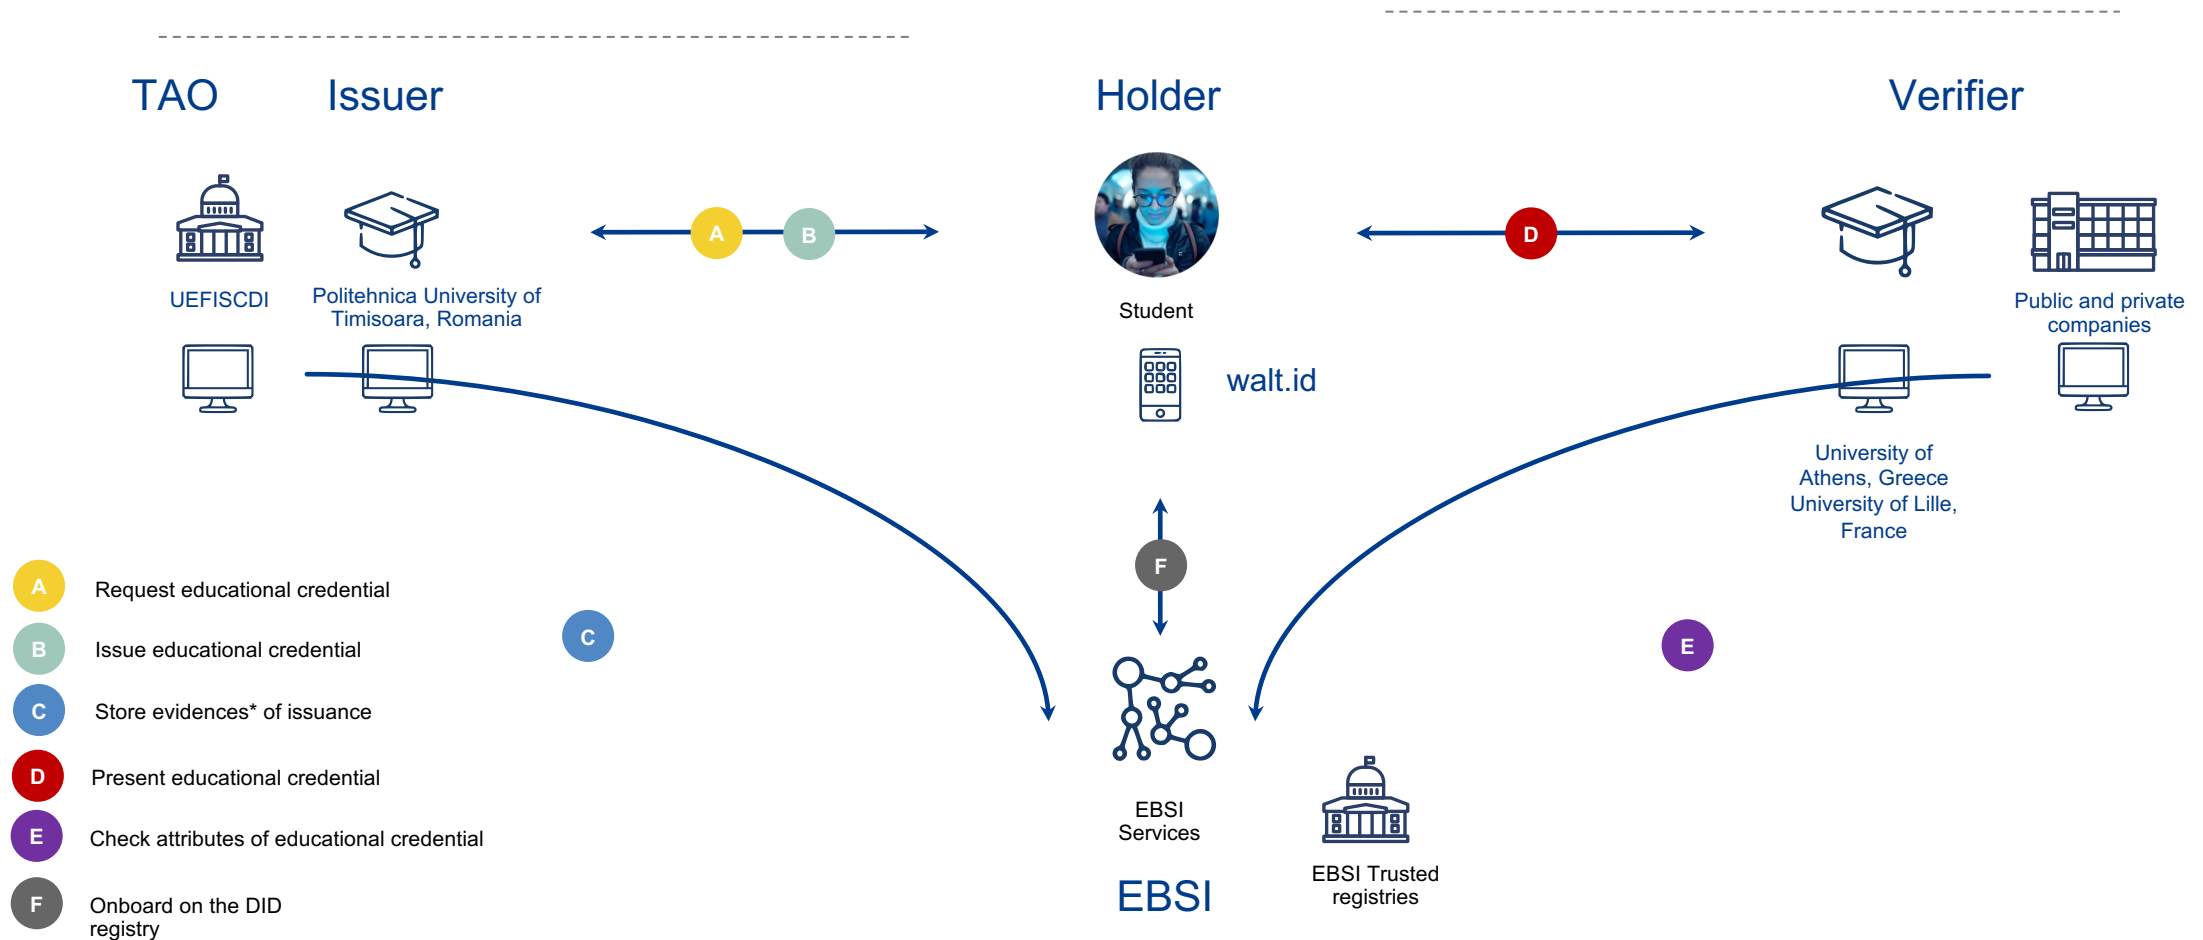 TAO
Issuer
Holder
Verifier
A
B
D
UEFISCDI
Politehnica University of
Timisoara, Romania
Student
Public and private
companies
walt.id
University of
Athens, Greece
University of Lille,
France
F
A
Request educational credential
B
Issue educational credential
C
Store evidences* of issuance
D
Present educational credential
E
Check attributes of educational credential
F
Onboard on the DID
registry
C
E
EBSI
Services
EBSI
EBSI Trusted
registries